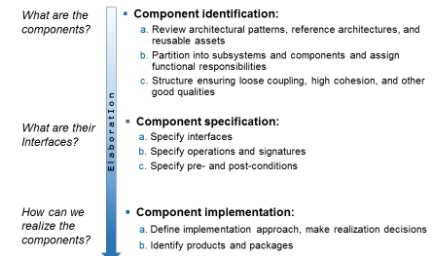 What are the components?
▪ Component identification:
a. Review architectural patterns, reference architectures, and
reusable assets
b. Partition into subsystems and components and assign
functional responsibilities
c. Structure ensuring loose coupling, high cohesion, and other
good qualities
Elaboration
What are their
Interfaces?
▪ Component specification:
a. Specify interfaces
b. Specify operations and signatures
c. Specify pre- and post-conditions
How can we
realize the
components?
▪ Component implementation:
a. Define implementation approach, make realization decisions
b. Identify products and packages